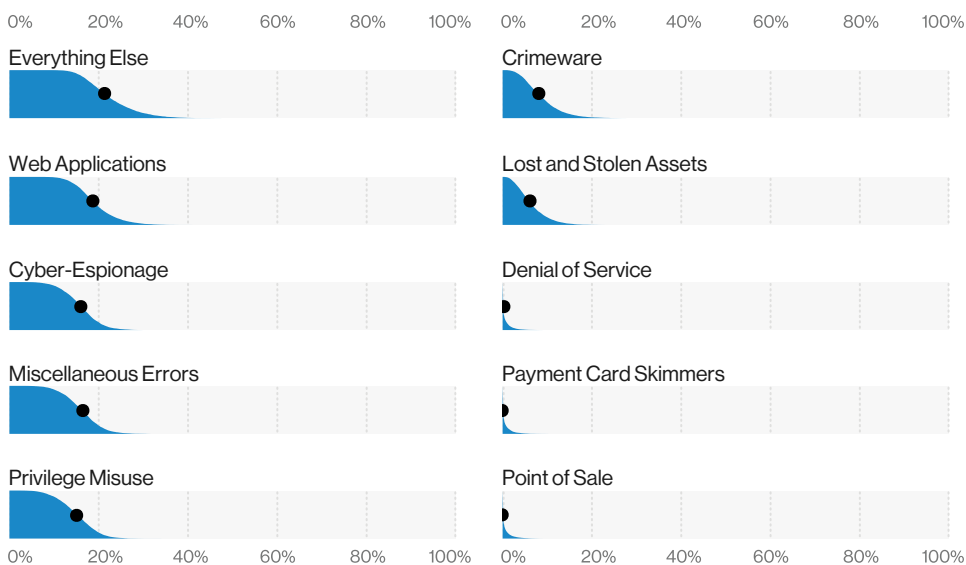 0% 20% 40% 60% 80% 100%
Everything Else
Web Applications
Cyber-Espionage
Miscellaneous Errors
Privilege Misuse
0% 20% 40% 60% 80% 100%
0% 20% 40% 60% 80% 100%
Crimeware
Lost and Stolen Assets
Denial of Service
Payment Card Skimmers
Point of Sale
0% 20% 40% 60% 80% 100%